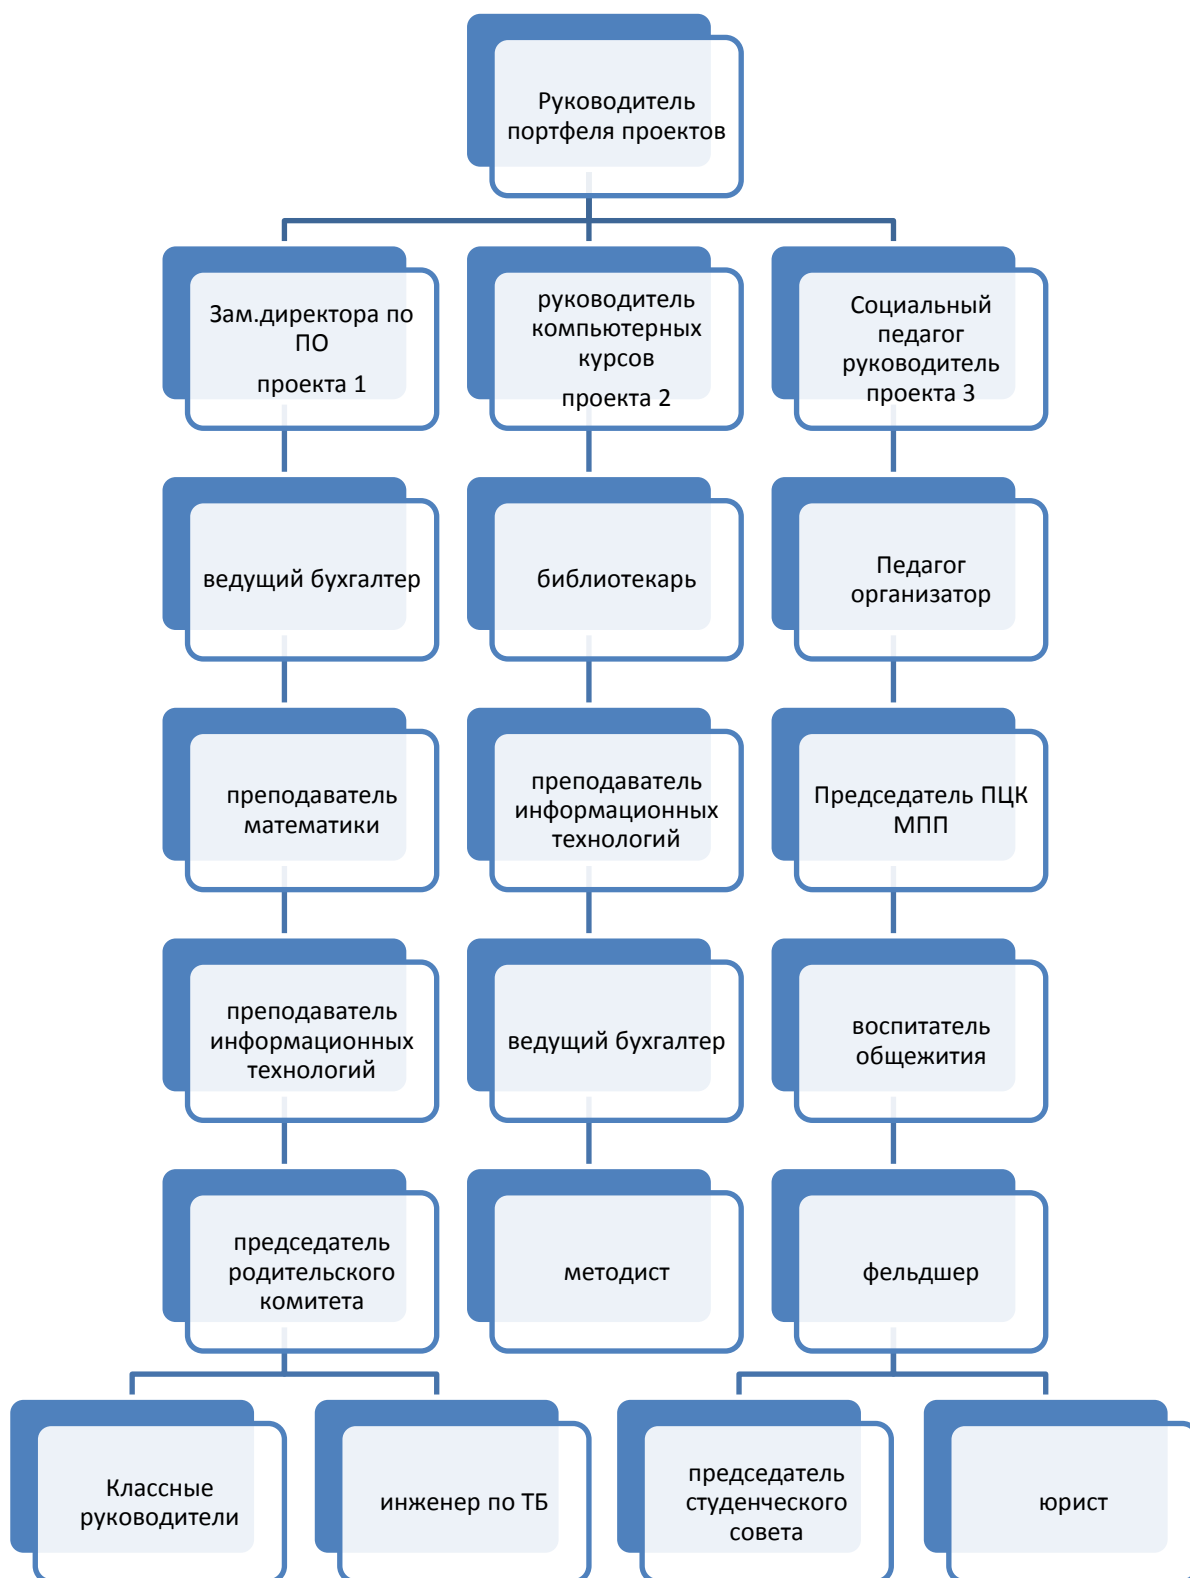 Руководитель
портфеля проектов
Зам.директора по
ПО
проекта 1
руководитель
компьютерных
курсов
проекта 2
Социальный
педагог
руководитель
проекта 3
ведущий бухгалтер
библиотекарь
Педагог
организатор
преподаватель
математики
преподаватель
информационных
технологий
Председатель ПЦК
МПП
преподаватель
информационных
технологий
ведущий бухгалтер
воспитатель
общежития
председатель
родительского
комитета
методист
фельдшер
Классные
руководители
инженер по ТБ
председатель
студенческого
совета
юрист